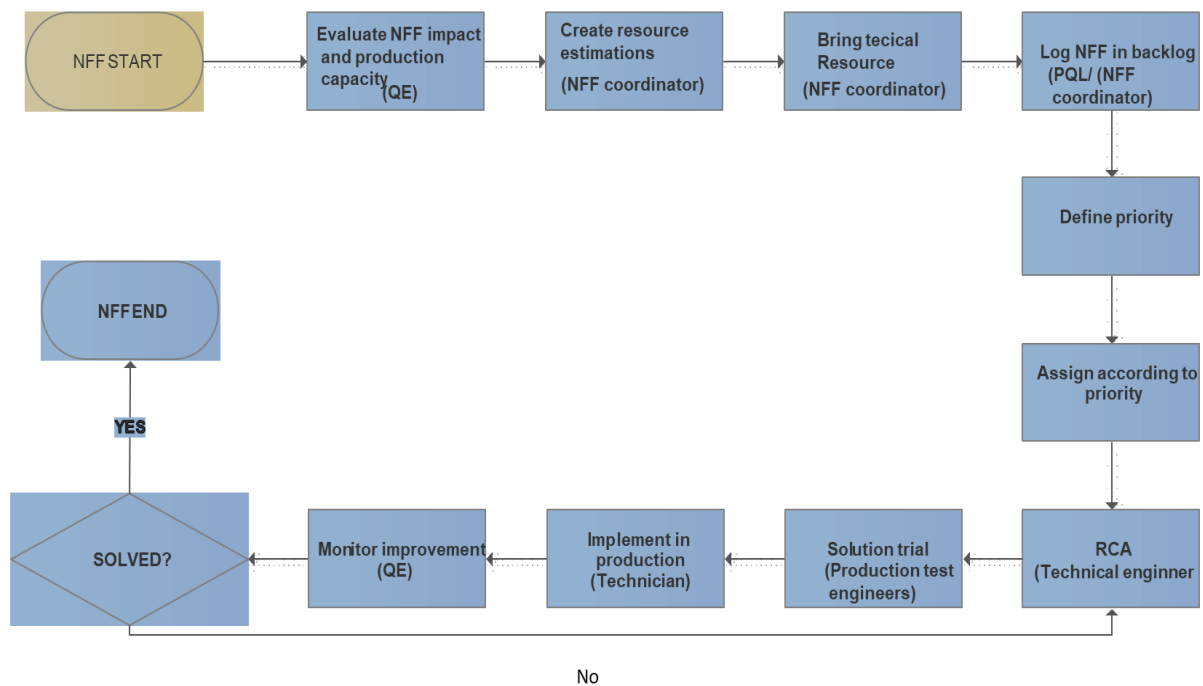 NFF START
Evaluate NFF impact
and production
capacity
(QE)
Create resource
estimations
(NFF coordinator)
Bring tecical
Resource
(NFF coordinator)
Log NFF in backlog
(PQL/ (NFF
coordinator)
Define priority
NFF END
Assign according to
priority
YES
SOLVED?
Monitor improvement
(QE)
Implement in
production
(Technician)
Solution trial
(Production test
engineers)
RCA
(Technical enginner
No